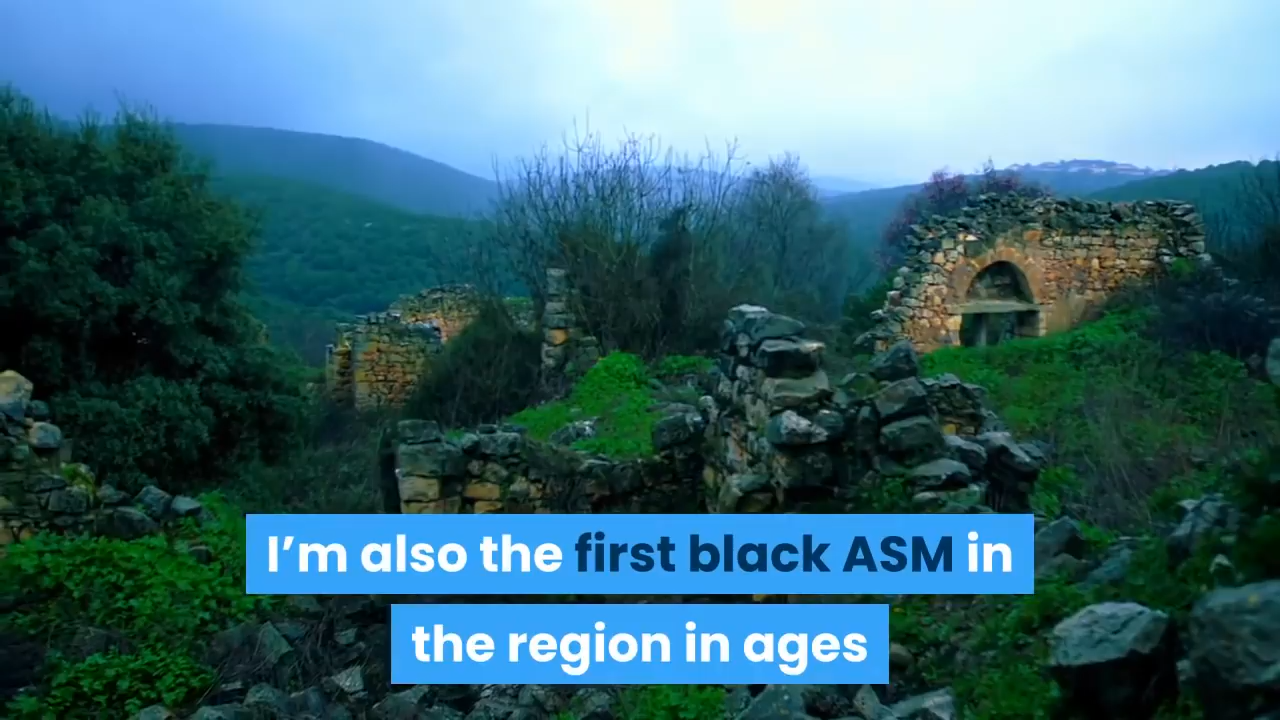 I’m also the first black ASM in
the region in ages